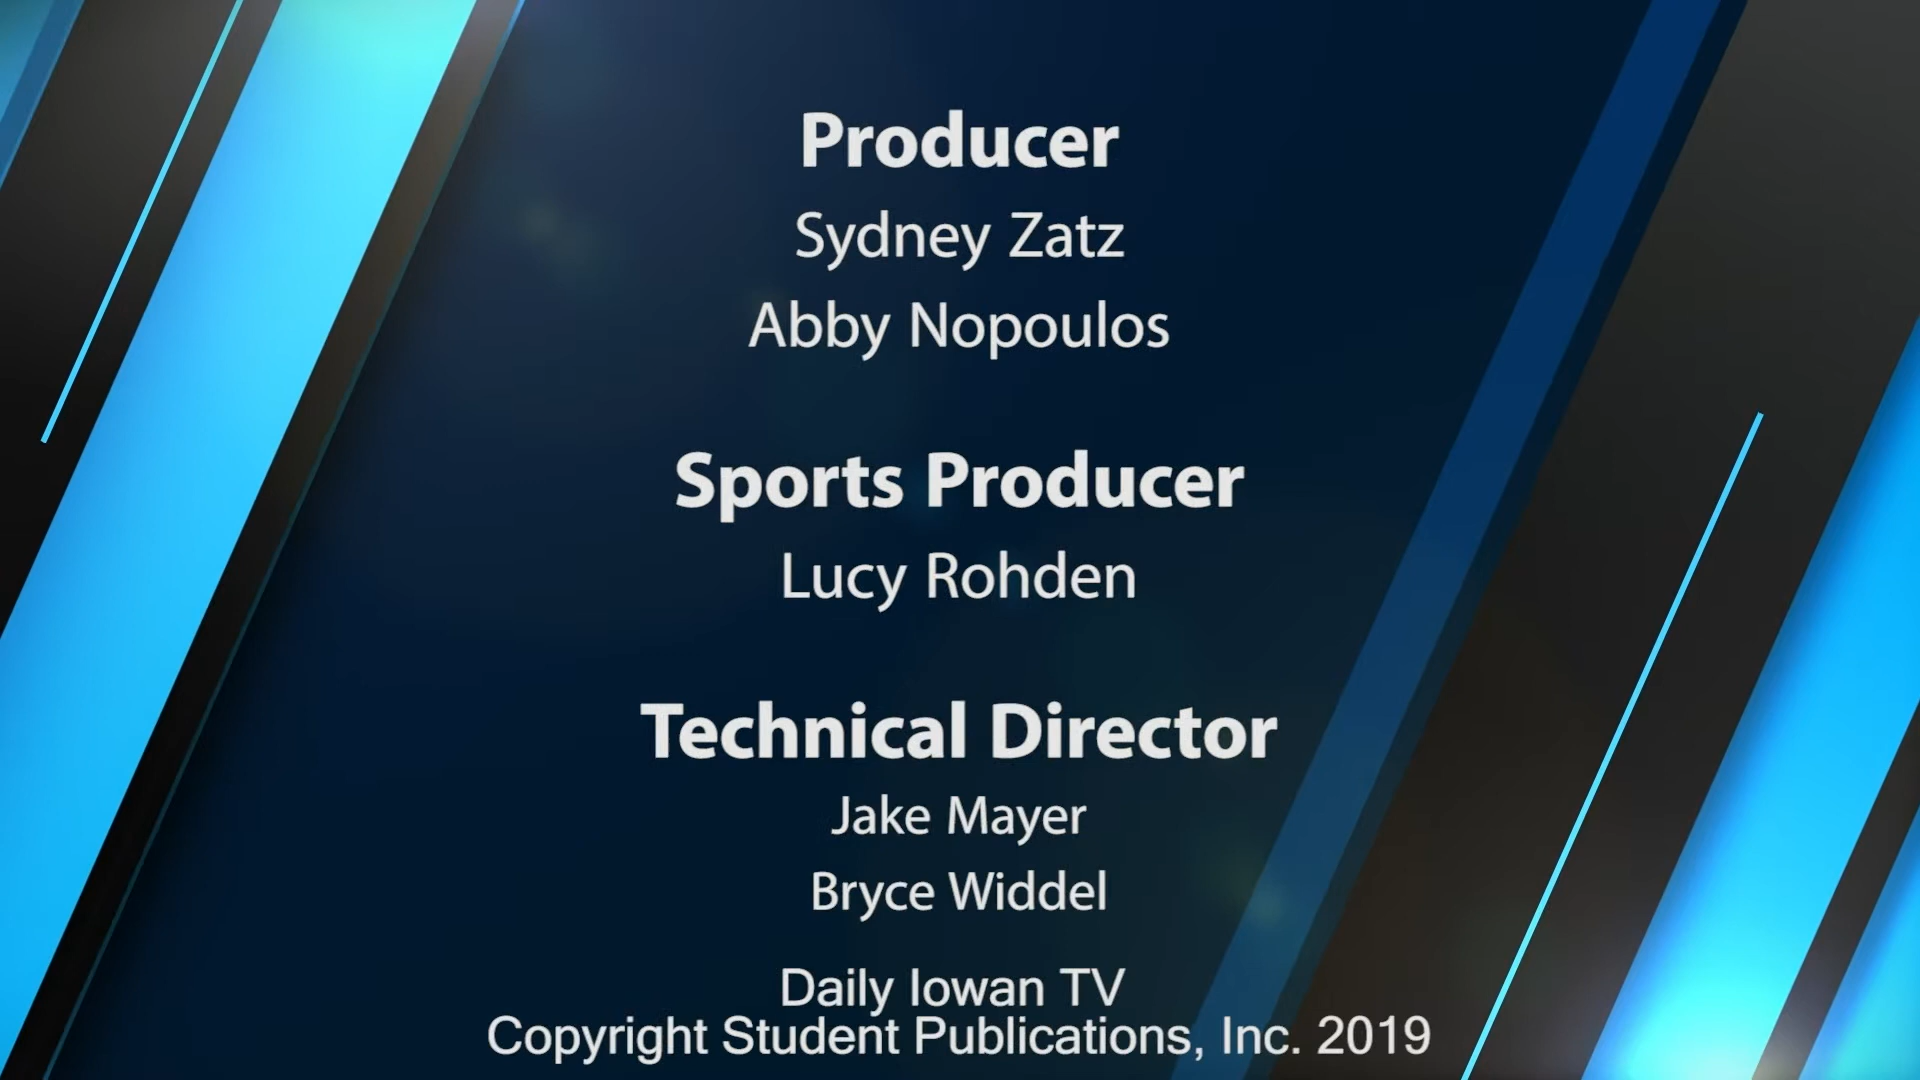 Producer
Sydney Zatz
Abby Nopoulos
Sports Producer
Lucy Rohden
Technical Director
Jake Mayer
Bryce Widdel
Daily Iowan TV
Copyright Student Publications, Inc. 2019